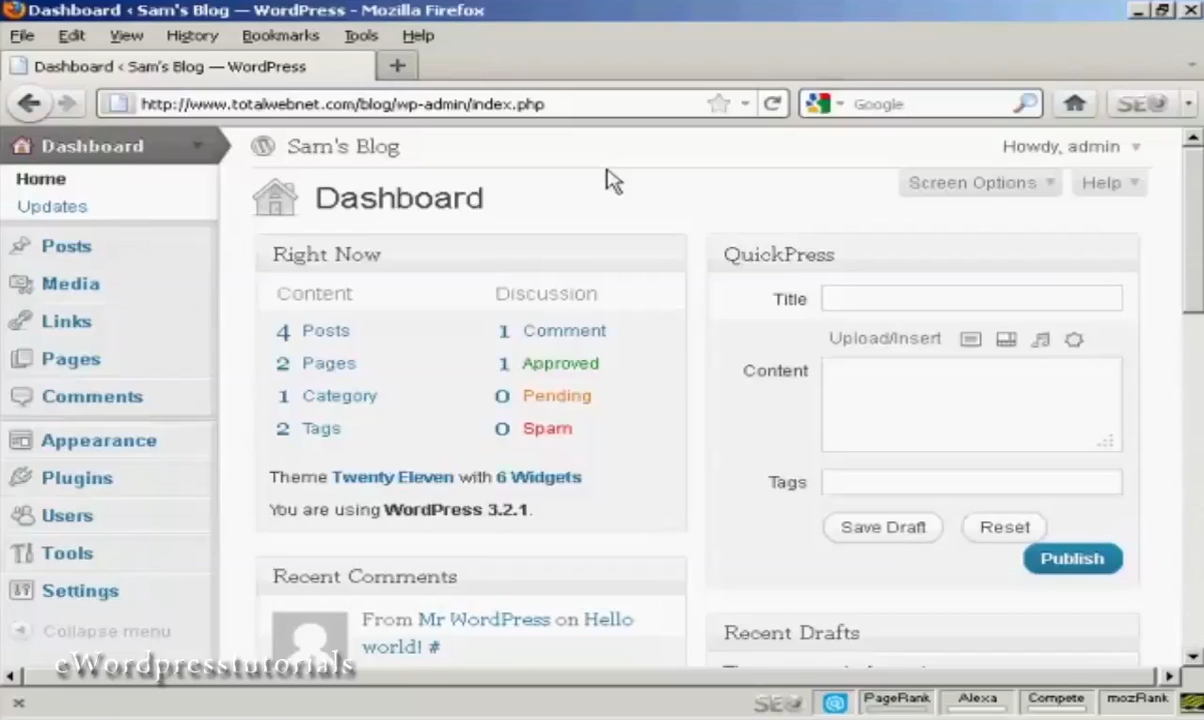 Dashboard ‹ Sam's Blog — WordPress - Mozilla Firefox
File Edit View History Bookmarks Tools Help
Dashboard ‹ Sam's Blog — WordPress
http://www.totalwebnet.com/blog/wp-admin/index.php
Google
SEO
Dashboard
Sam's Blog
Howdy, admin
Home
Updates
Dashboard
Screen Options
Help
Posts
Media
Links
Pages
Comments
Appearance
Plugins
Users
Tools
Settings
Collapse menu
Right Now
Content Discussion
4 Posts 1 Comment
2 Pages 1 Approved
1 Category 0 Pending
2 Tags 0 Spam
Theme Twenty Eleven with 6 Widgets
You are using WordPress 3.2.1.
Recent Comments
From Mr WordPress on Hello
world! #
QuickPress
Title
Upload/Insert
Content
Tags
Save Draft
Reset
Publish
Recent Drafts
eWordpresstutorials
SEO
PageRank
Alexa
Compete
mozRank